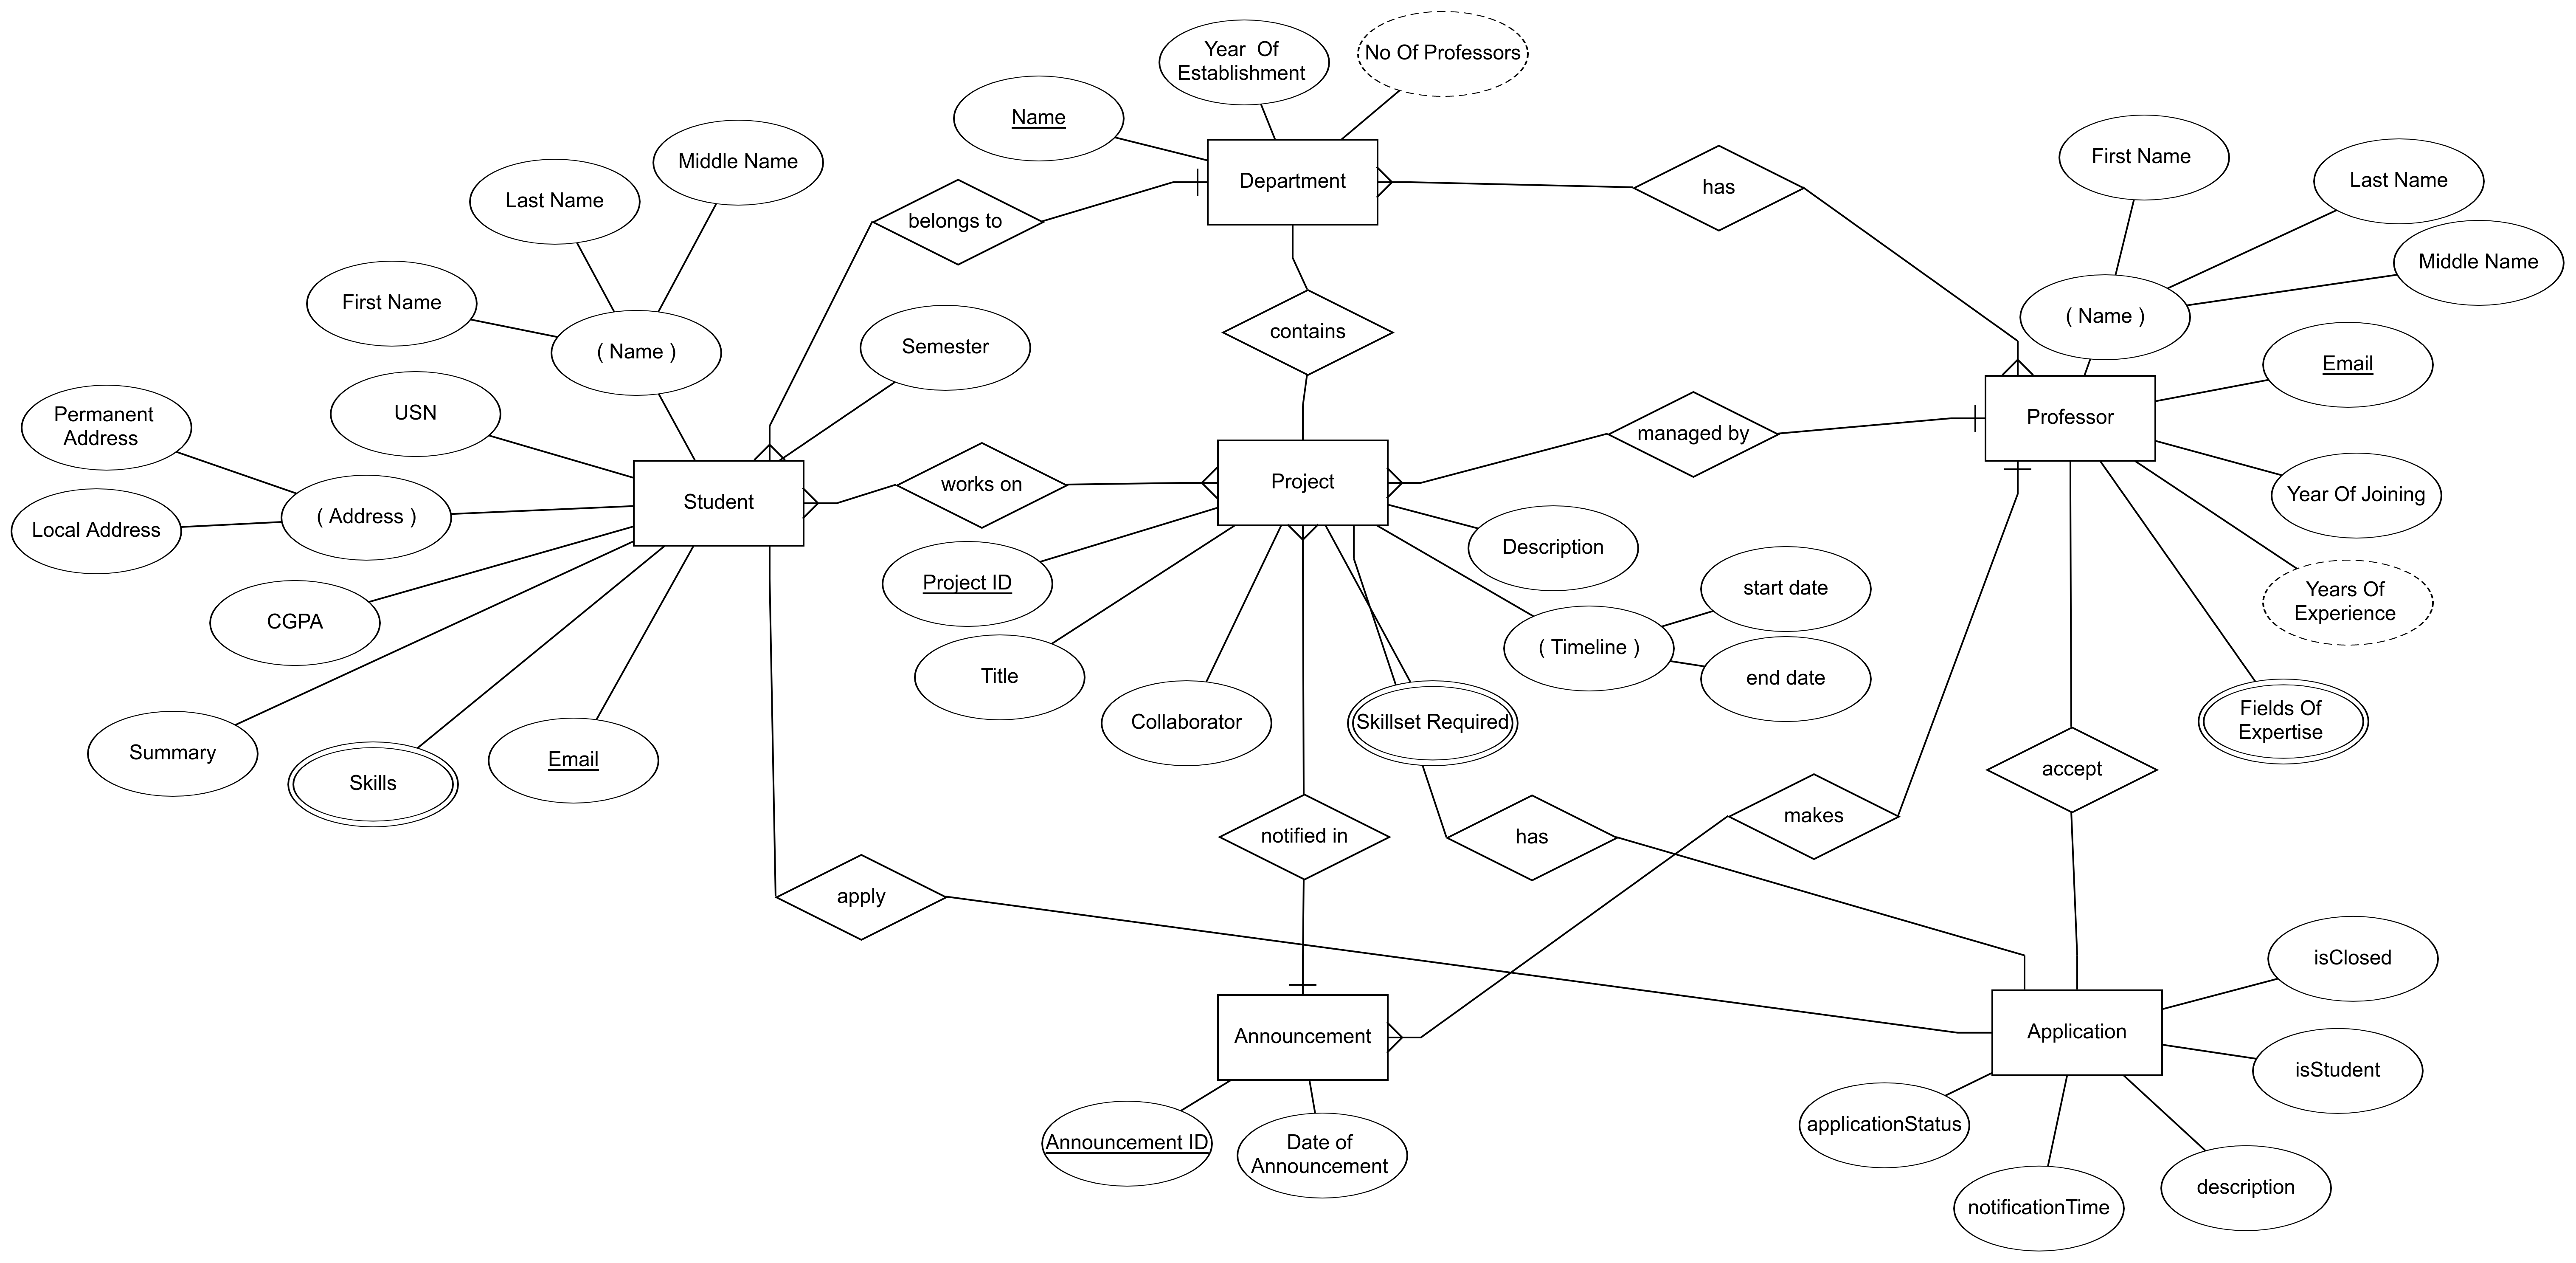 Year  Of
Establishment
No Of Professors
Name
Department
has
First Name
Last Name
Middle Name
( Name )
Middle Name
Last Name
First Name
( Name )
belongs to
contains
Semester
Email
Permanent
Address
USN
Professor
managed by
Local Address
( Address )
Student
works on
Project
Year Of Joining
Description
CGPA
Project ID
start date
Years Of
Experience
( Timeline )
Title
end date
Collaborator
Skillset Required
Fields Of
Expertise
Summary
Skills
Email
accept
notified in
has
makes
apply
isClosed
Announcement
Application
isStudent
applicationStatus
Announcement ID
Date of
Announcement
description
notificationTime